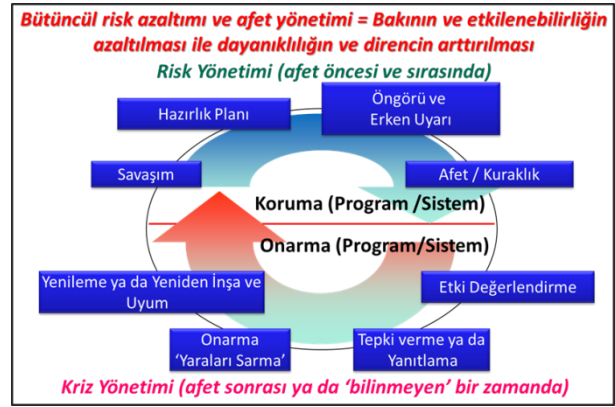 Bütüncül risk azaltımı ve afet yönetimi = Bakının ve etkilenebilirliğin
azaltılması ile dayanıklılığın ve direncin arttırılması
Risk Yönetimi (afet öncesi ve sırasında)
Hazırlık Planı
Öngörü ve
Erken Uyarı
Savaşım
Afet / Kuraklık
Koruma (Program /Sistem)
Onarma (Program/Sistem)
Yenileme ya da Yeniden İnşa ve
Uyum
Etki Değerlendirme
Onarma
‘Yaraları Sarma’
Tepki verme ya da
Yanıtlama
Kriz Yönetimi (afet sonrası ya da ‘bilinmeyen’ bir zamanda)